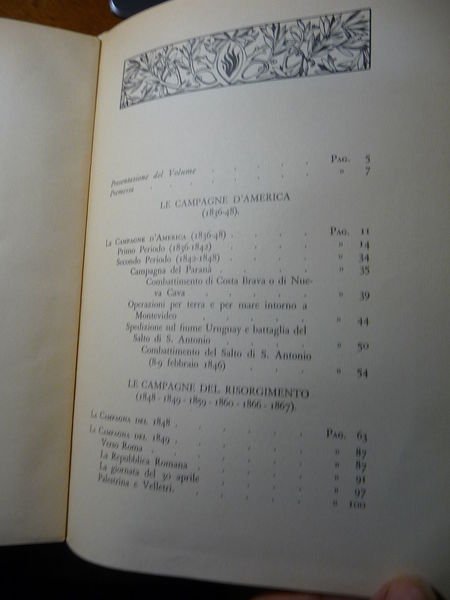 Presentazione del Volume . . . . . Pag. 5
Premessa . . . . . . " 7
LE CAMPAGNE D'AMERICA
(1836-48).
La Campagne d'America (1836-48) . . . . Pag. 11
Primo Periodo (1836-1842) . . . . " 14
Secondo Periodo (1842-1848) . . . . " 34
Campagna del Paranà . . . . " 35
Combattimento di Costa Brava o di Nue-
va Cava . . . . . " 39
Operazioni per terra e per mare intorno a
Montevideo . . . . . " 44
Spedizione sul fiume Uruguay e battaglia del
Salto di S. Antonio . . . . " 50
Combattimento del Salto di S. Antonio
(8-9 febbraio 1846) . . . . " 54
LE CAMPAGNE DEL RISORGIMENTO
(1848 - 1849 - 1859 - 1860 - 1866 - 1867).
La Campagna del 1848 . . . . . Pag. 63
La Campagna del 1849 . . . . . " 87
Verso Roma . . . . . " 87
La Repubblica Romana . . . . . " 91
La giornata del 30 aprile . . . . " 97
Palestrina e Velletri. . . . . " 100